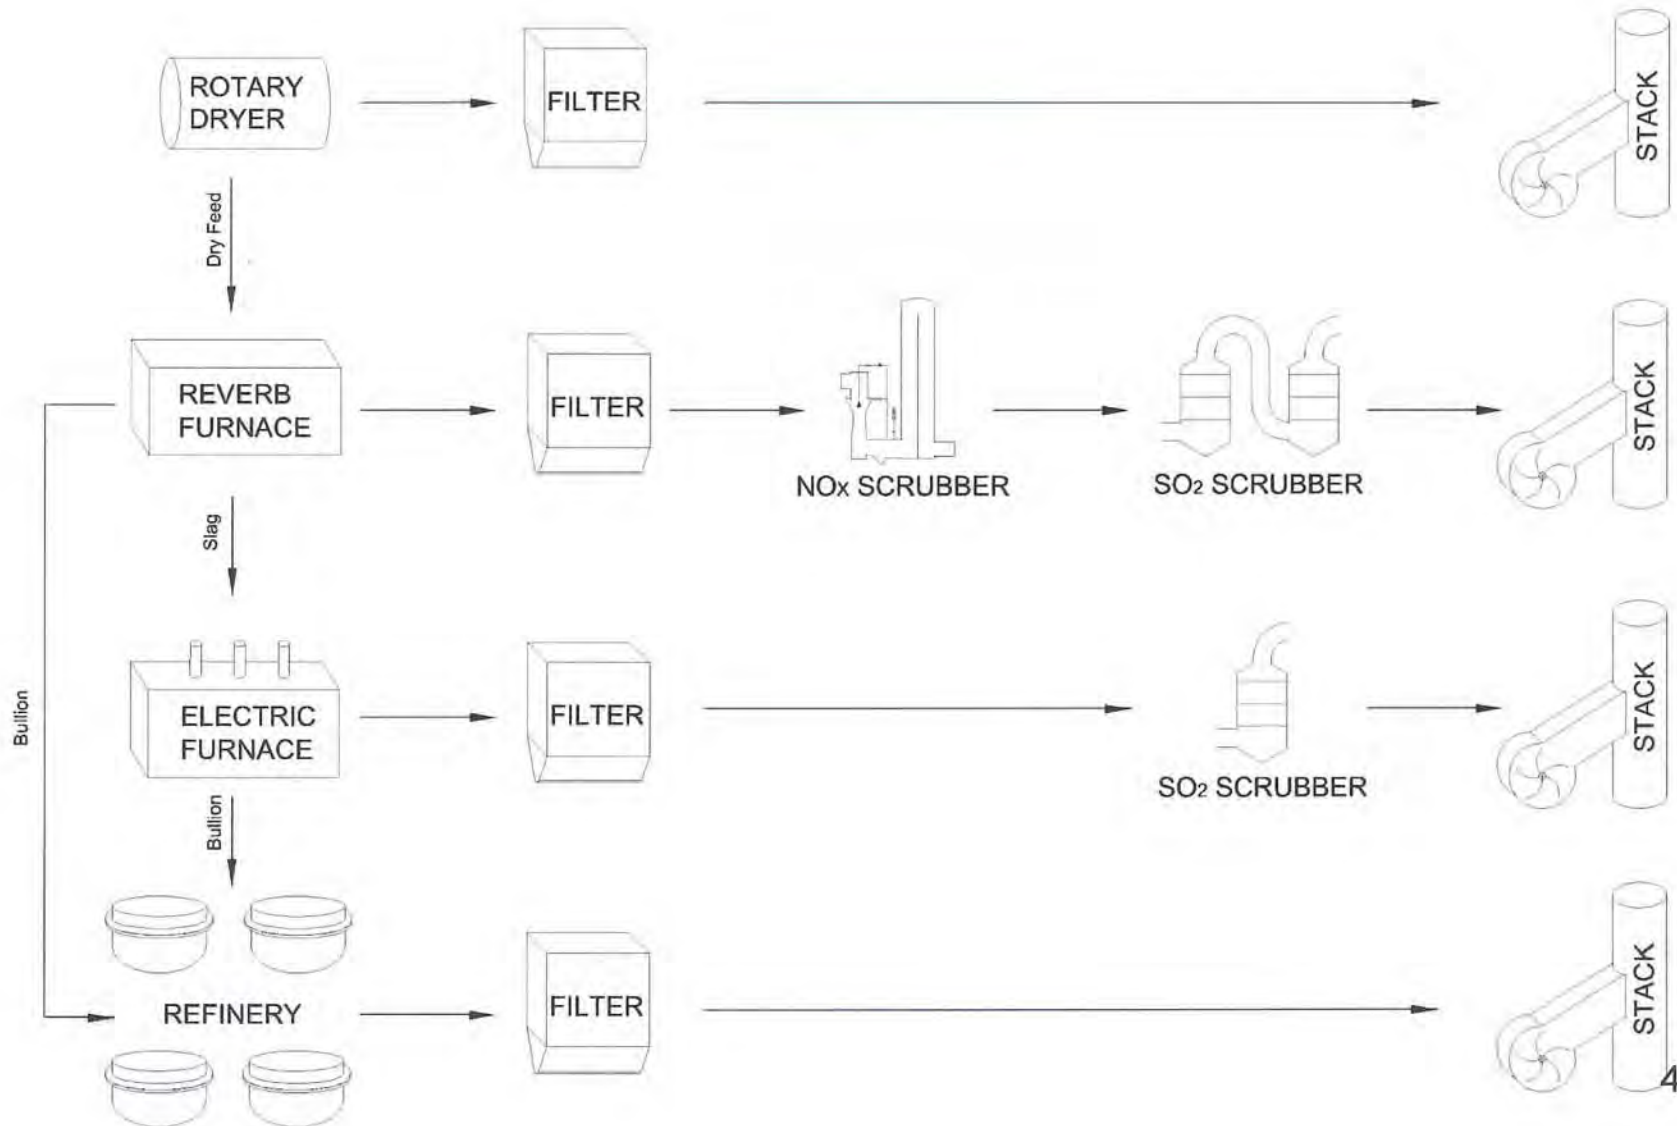 ROTARY
DRYER
FILTER
STACK
Dry Feed
REVERB
FURNACE
FILTER
NOx SCRUBBER
SO2 SCRUBBER
STACK
Slag
Bullion
ELECTRIC
FURNACE
FILTER
SO2 SCRUBBER
STACK
Bullion
REFINERY
FILTER
STACK
4